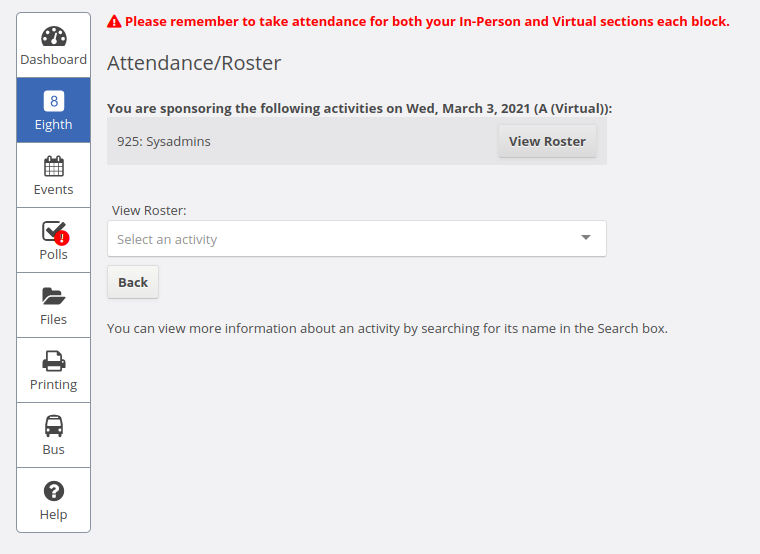 Please remember to take attendance for both your In-Person and Virtual sections each block.
Dashboard
8
Eighth
Events
Polls
Files
Printing
Bus
Help
Attendance/Roster
You are sponsoring the following activities on Wed, March 3, 2021 (A (Virtual)):
925: Sysadmins
View Roster
View Roster:
Select an activity
Back
You can view more information about an activity by searching for its name in the Search box.